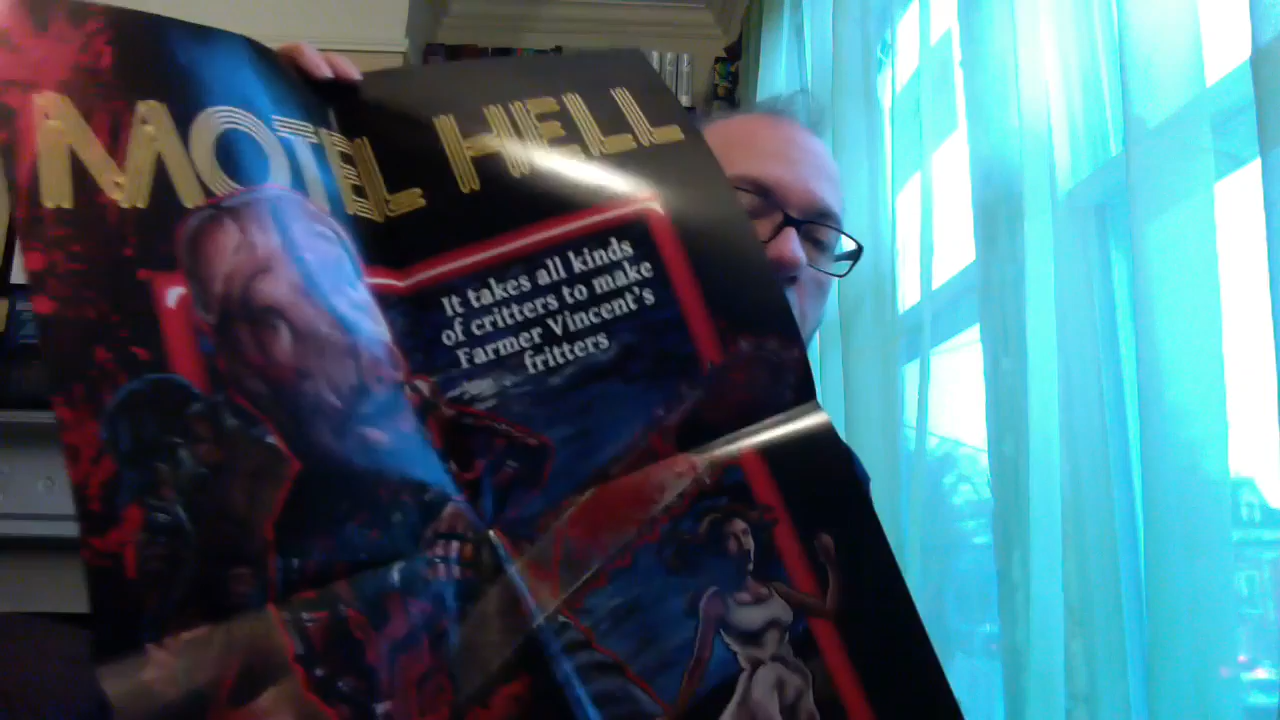 MOTEL HELL
It takes all kinds
of critters to make
Farmer Vincent's
fritters